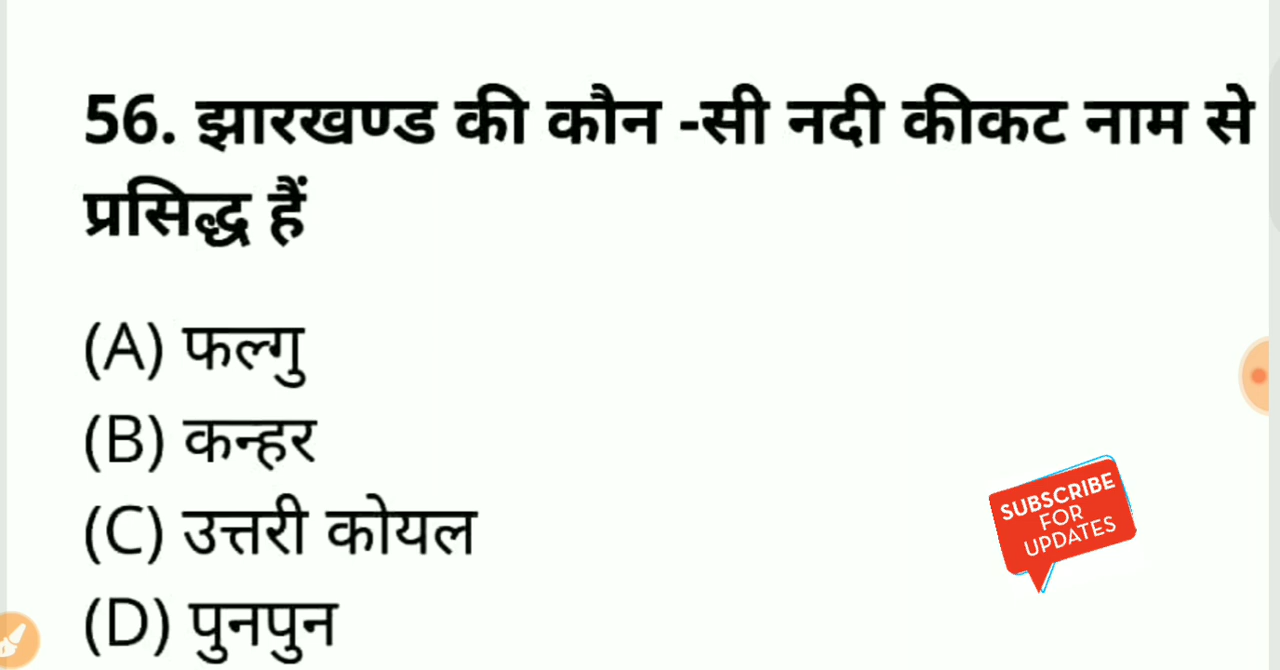 56. झारखण्ड की कौन -सी नदी कीकट नाम से
प्रसिद्ध हैं
(A) फल्गु
(B) कन्हर
(C) उत्तरी कोयल
(D) पुनपुन
SUBSCRIBE
FOR
UPDATES